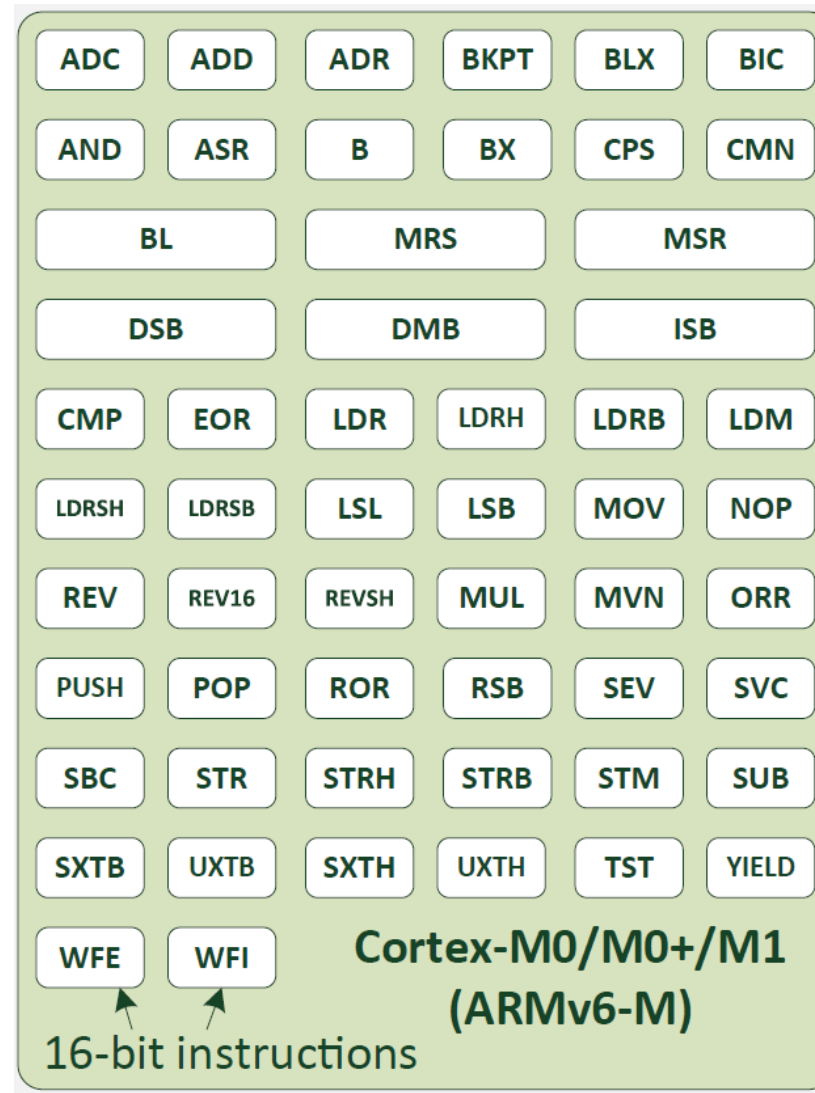 ADC ADD ADR BKPT BLX BIC
AND ASR B BX CPS CMN
BL MRS MSR
DSB DMB ISB
CMP EOR LDR LDRH LDRB LDM
LDRSH LDRSB LSL LSB MOV NOP
REV REV16 REVSH MUL MVN ORR
PUSH POP ROR RSB SEV SVC
SBC STR STRH STRB STM SUB
SXTB UXTB SXTH UXTH TST YIELD
WFE WFI
Cortex-M0/M0+/M1
(ARMv6-M)
16-bit instructions